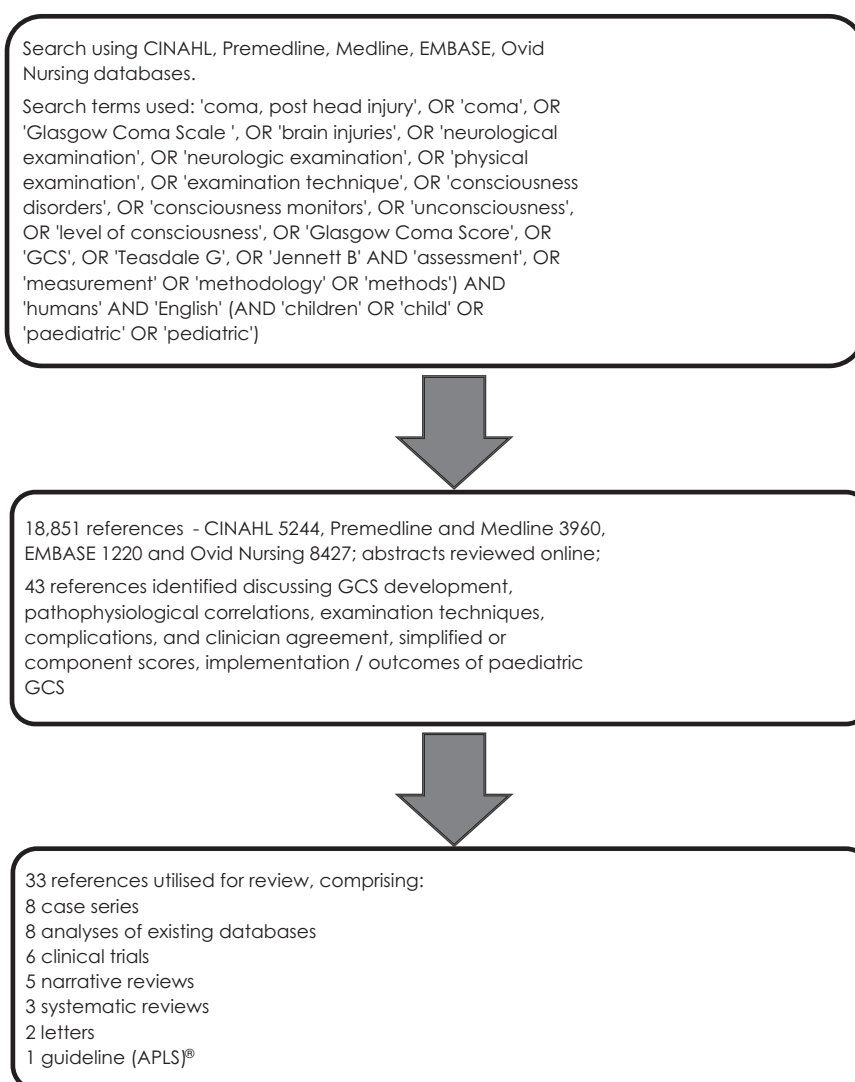 Search using CINAHL, Premedline, Medline, EMBASE, Ovid
Nursing databases.
Search terms used: 'coma, post head injury', OR 'coma', OR
'Glasgow Coma Scale ', OR 'brain injuries', OR 'neurological
examination', OR 'neurologic examination', OR 'physical
examination', OR 'examination technique', OR 'consciousness
disorders', OR 'consciousness monitors', OR 'unconsciousness',
OR 'level of consciousness', OR 'Glasgow Coma Score', OR
'GCS', OR 'Teasdale G', OR 'Jennett B' AND 'assessment', OR
'measurement' OR 'methodology' OR 'methods') AND
'humans' AND 'English' (AND 'children' OR 'child' OR
'paediatric' OR 'pediatric')
18,851 references - CINAHL 5244, Premedline and Medline 3960,
EMBASE 1220 and Ovid Nursing 8427; abstracts reviewed online;
43 references identified discussing GCS development,
pathophysiological correlations, examination techniques,
complications, and clinician agreement, simplified or
component scores, implementation / outcomes of paediatric
GCS
33 references utilised for review, comprising:
8 case series
8 analyses of existing databases
6 clinical trials
5 narrative reviews
3 systematic reviews
2 letters
1 guideline (APLS)®